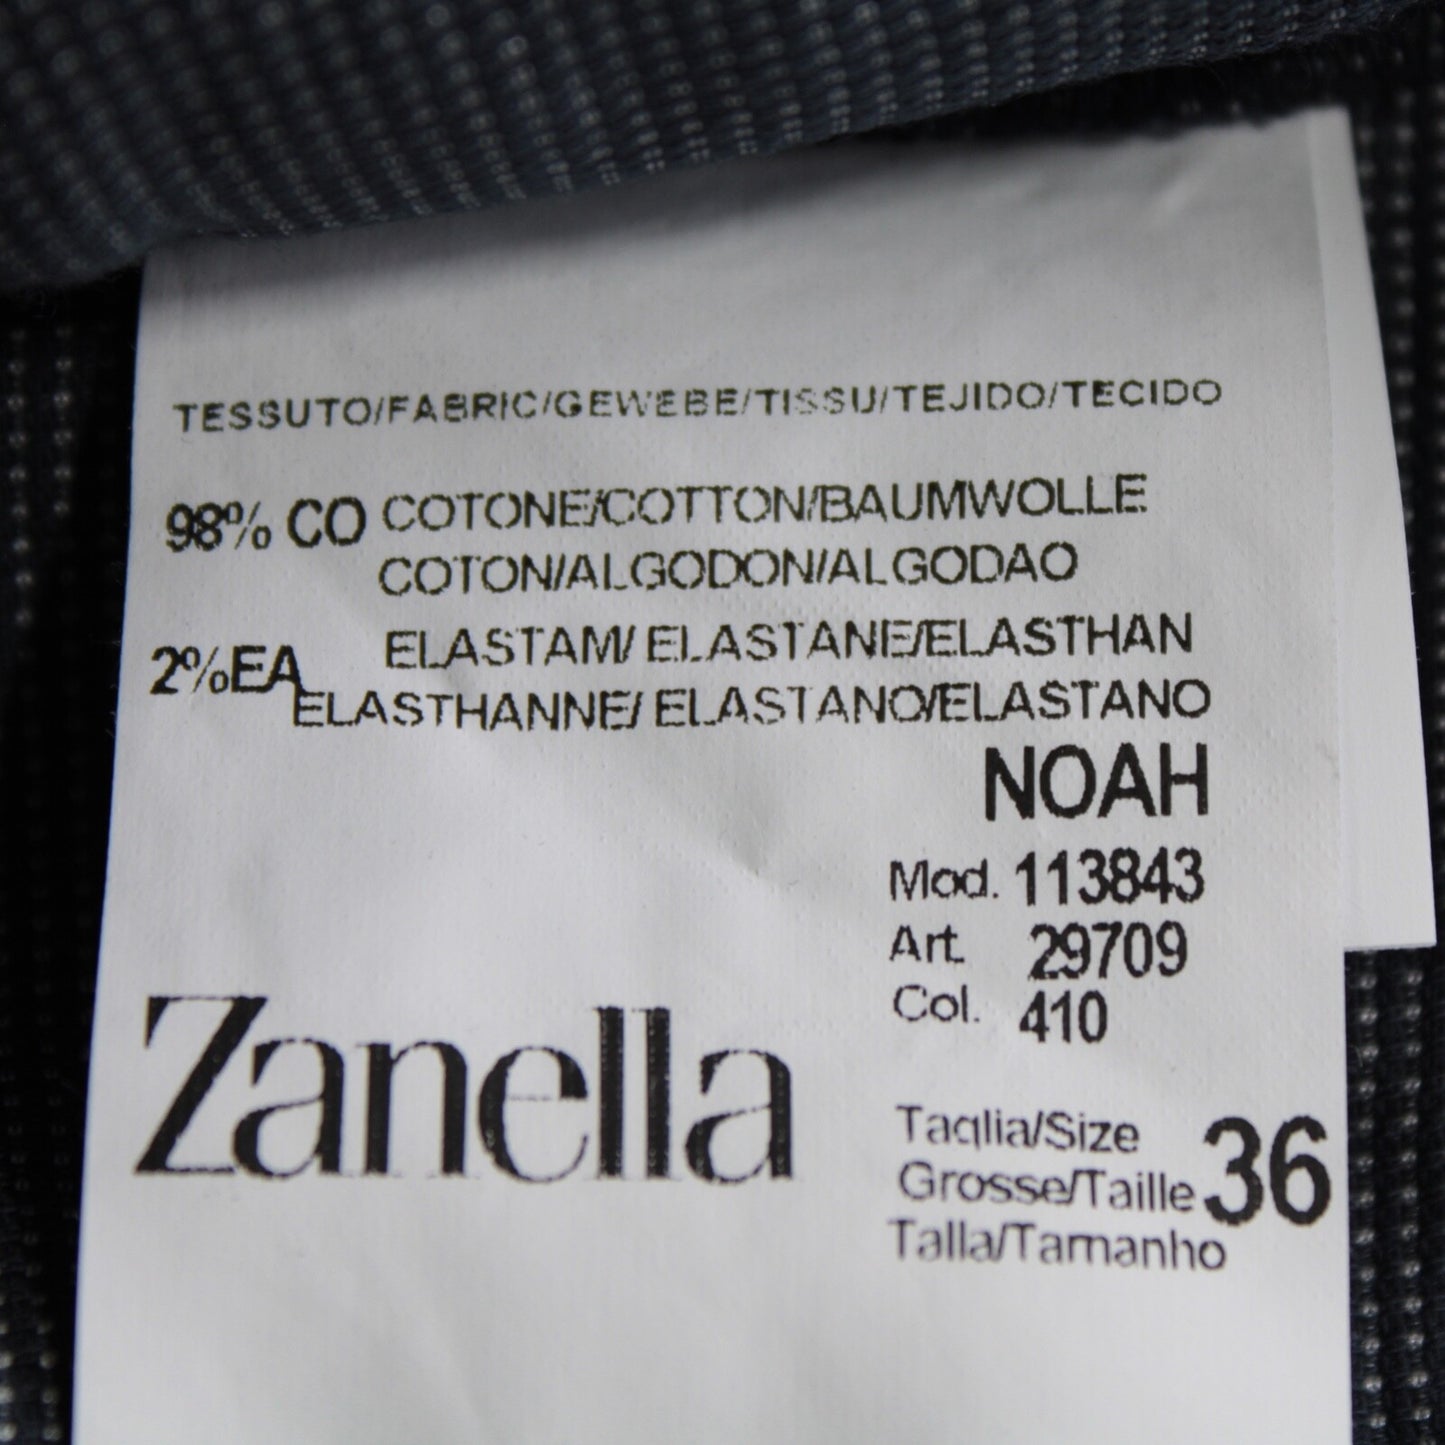 TESSUTO/FABRIC/GEWEBE/TISSU/TEJIDO/TECIDO
98% CO COTONE/COTTON/BAUMWOLLE
COTON/ALGODON/ALGODAO
2%EA ELASTAM/ ELASTANE/ELASTHAN
ELASTHANNE/ ELASTANO/ELASTANO
NOAH
Mod. 113843
Art. 29709
Col. 410
Zanella
Taglia/Size
Grosse/Taille 36
Talla/Tamanho